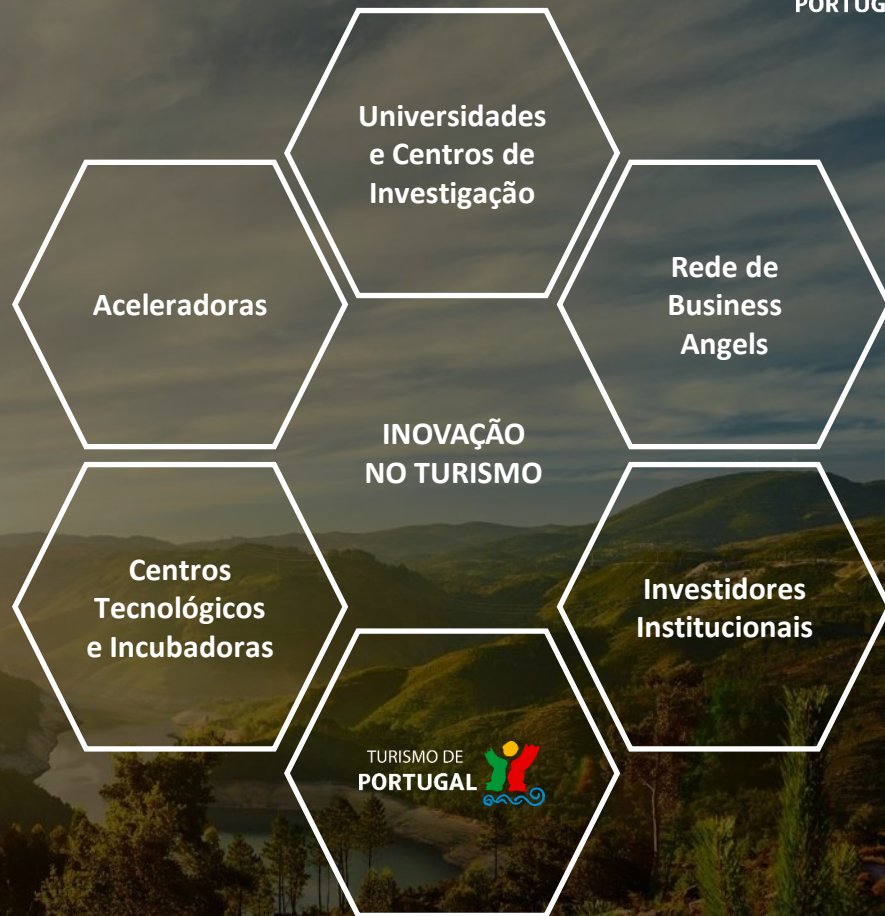 Universidades
e Centros de
Investigação
Aceleradoras
Rede de
Business
Angels
INOVAÇÃO
NO TURISMO
Centros
Tecnológicos
e Incubadoras
Investidores
Institucionais
TURISMO DE
PORTUGAL